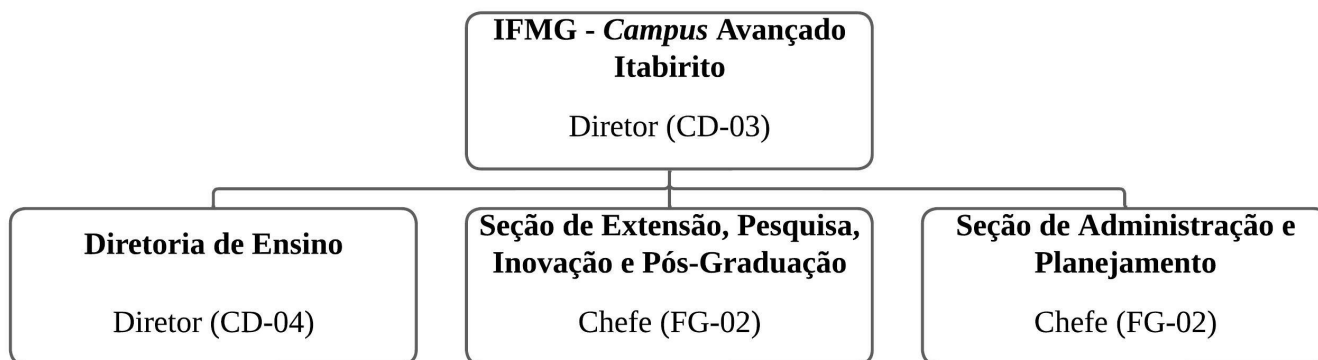 IFMG - Campus Avançado
Itabirito
Diretor (CD-03)
Diretoria de Ensino
Diretor (CD-04)
Seção de Extensão, Pesquisa,
Inovação e Pós-Graduação
Chefe (FG-02)
Seção de Administração e
Planejamento
Chefe (FG-02)